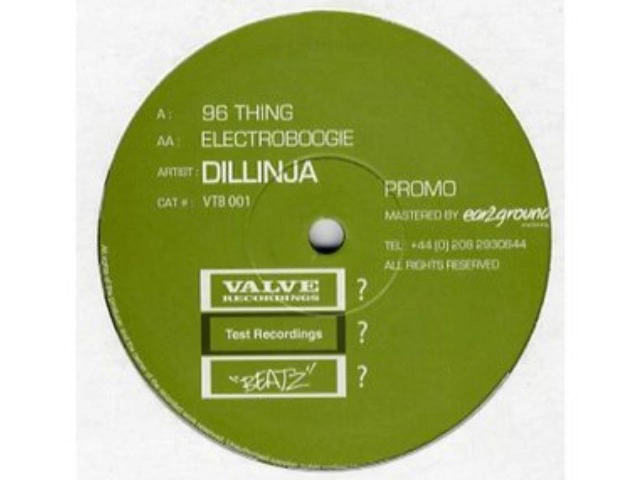 A: 96 THING
AA: ELECTROBOOGIE
ARTIST: DILLINJA
CAT #: VTB 001
PROMO
MASTERED BY ear2ground
TEL: +44 (0) 208 2930644
ALL RIGHTS RESERVED
VALVE
RECORDINGS ?
Test Recordings ?
"BEATZ" ?